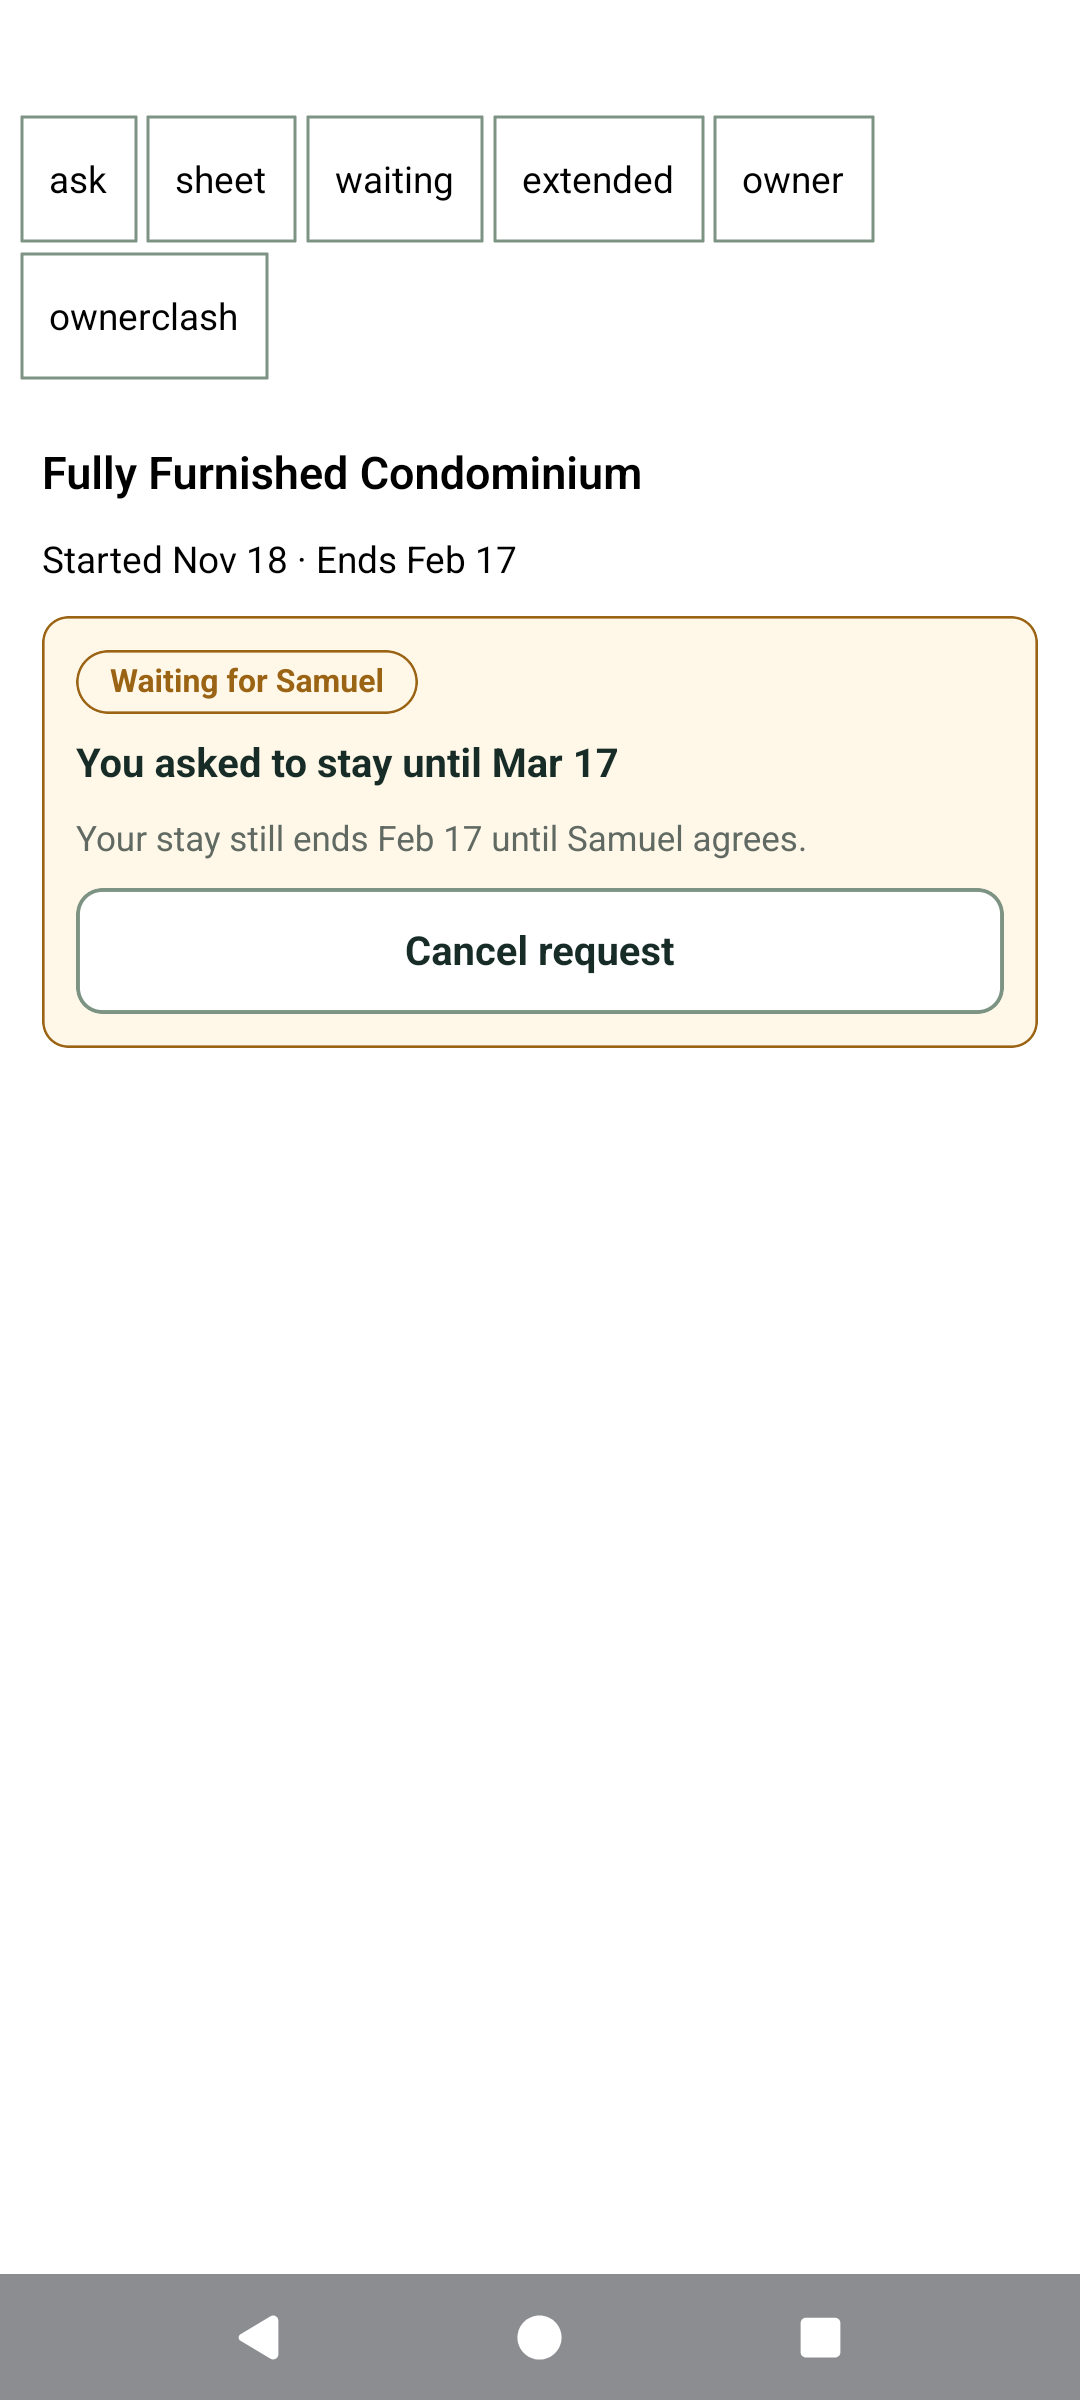 ask sheet waiting extended owner
ownerclash
Fully Furnished Condominium
Started Nov 18 · Ends Feb 17
Waiting for Samuel
You asked to stay until Mar 17
Your stay still ends Feb 17 until Samuel agrees.
Cancel request